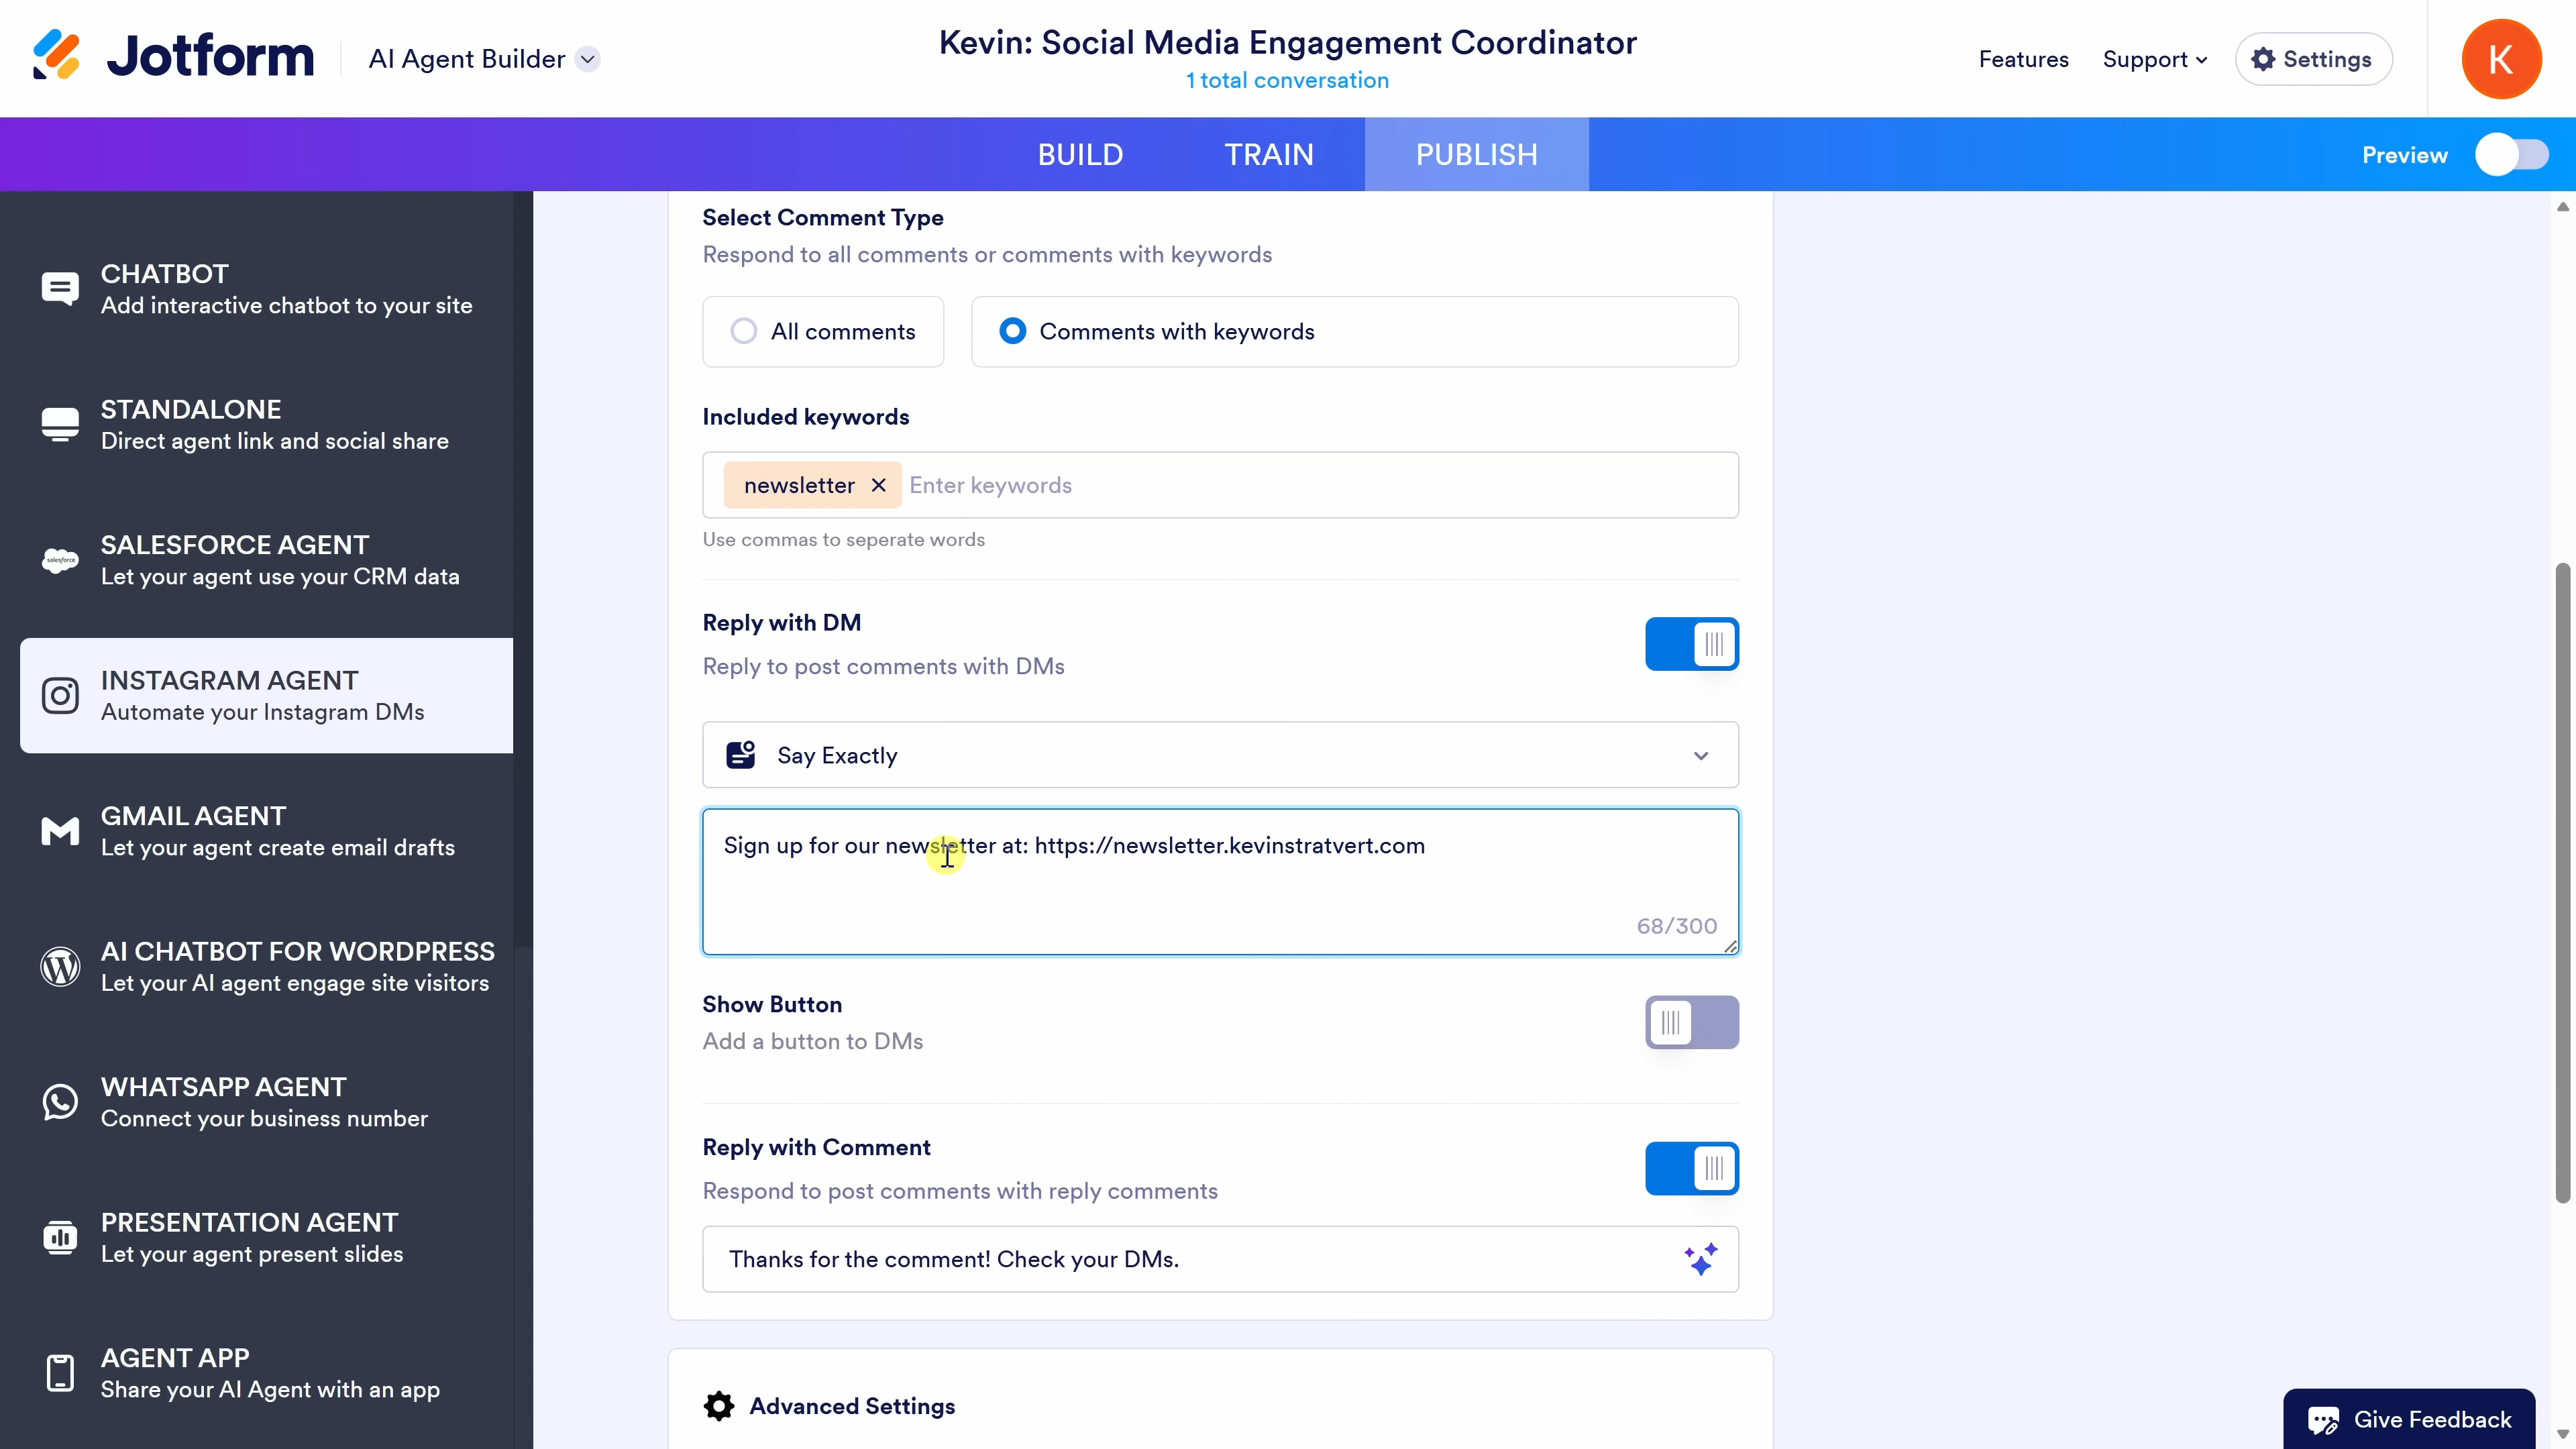 Jotform
AI Agent Builder
Kevin: Social Media Engagement Coordinator
1 total conversation
Features
Support
Settings
K
BUILD
TRAIN
PUBLISH
Preview
CHATBOT
Add interactive chatbot to your site
STANDALONE
Direct agent link and social share
salesforce
SALESFORCE AGENT
Let your agent use your CRM data
INSTAGRAM AGENT
Automate your Instagram DMs
GMAIL AGENT
Let your agent create email drafts
AI CHATBOT FOR WORDPRESS
Let your AI agent engage site visitors
WHATSAPP AGENT
Connect your business number
PRESENTATION AGENT
Let your agent present slides
AGENT APP
Share your AI Agent with an app
Select Comment Type
Respond to all comments or comments with keywords
All comments
Comments with keywords
Included keywords
newsletter
Enter keywords
Use commas to seperate words
Reply with DM
Reply to post comments with DMs
Say Exactly
Sign up for our newsletter at: https://newsletter.kevinstratvert.com
68/300
Show Button
Add a button to DMs
Reply with Comment
Respond to post comments with reply comments
Thanks for the comment! Check your DMs.
Advanced Settings
Give Feedback